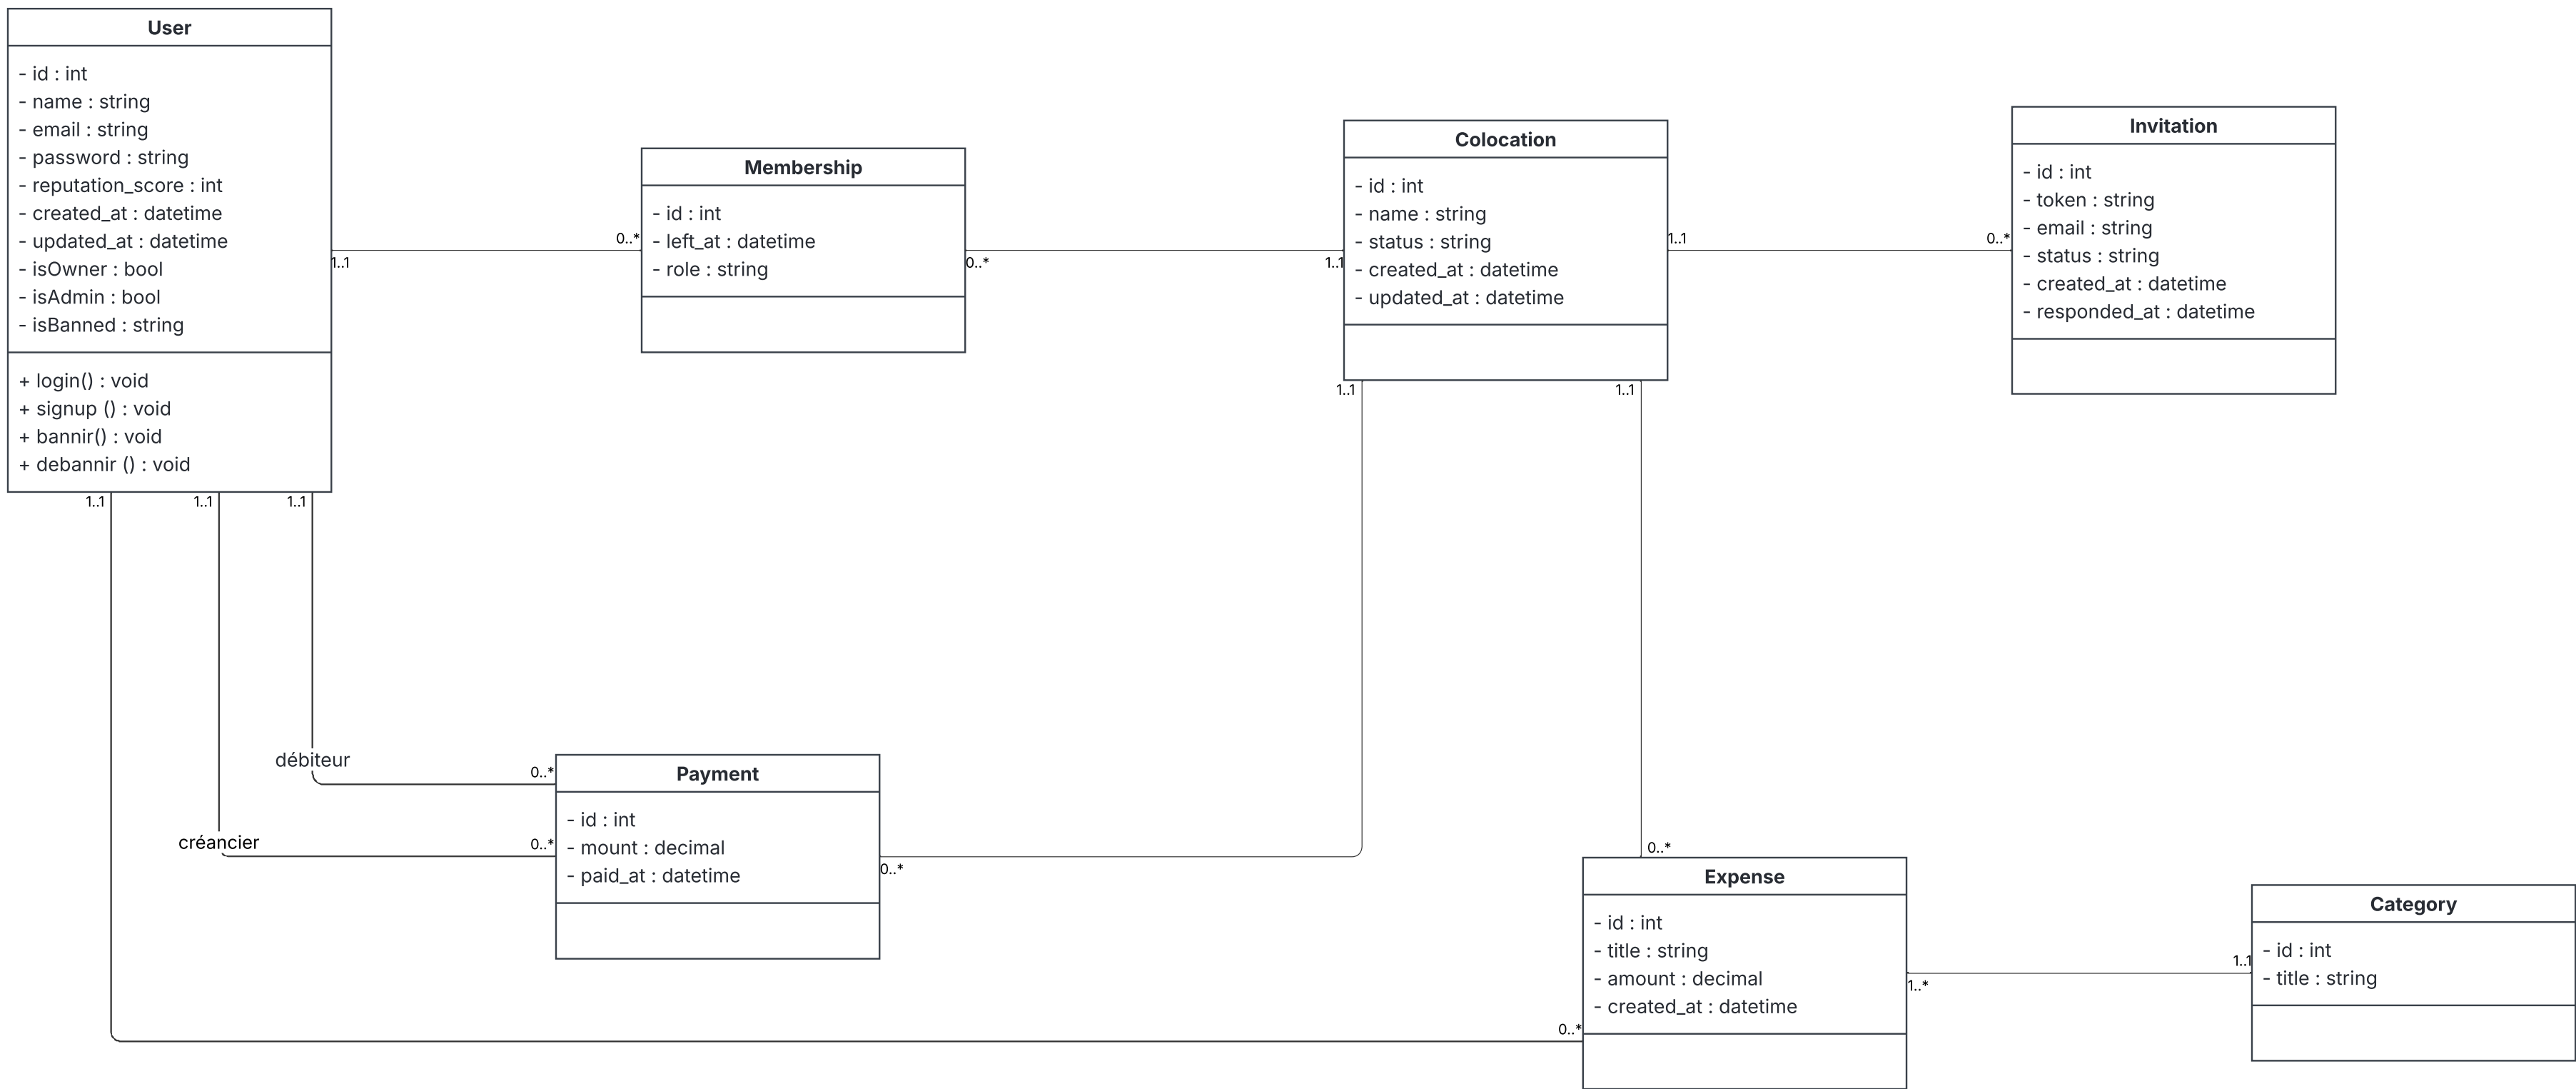 User
- id : int
- name : string
- email : string
- password : string
- reputation_score : int
- created_at : datetime
- updated_at : datetime
- isOwner : bool
- isAdmin : bool
- isBanned : string
+ login() : void
+ signup () : void
+ bannir() : void
+ debannir () : void
1..1
0..*
Membership
- id : int
- left_at : datetime
- role : string
0..*
1..1
Colocation
- id : int
- name : string
- status : string
- created_at : datetime
- updated_at : datetime
1..1
0..*
Invitation
- id : int
- token : string
- email : string
- status : string
- created_at : datetime
- responded_at : datetime
1..1
1..1
1..1
1..1
1..1
débiteur
0..*
créancier
0..*
Payment
- id : int
- mount : decimal
- paid_at : datetime
0..*
0..*
Expense
- id : int
- title : string
- amount : decimal
- created_at : datetime
0..*
1..*
1..1
Category
- id : int
- title : string